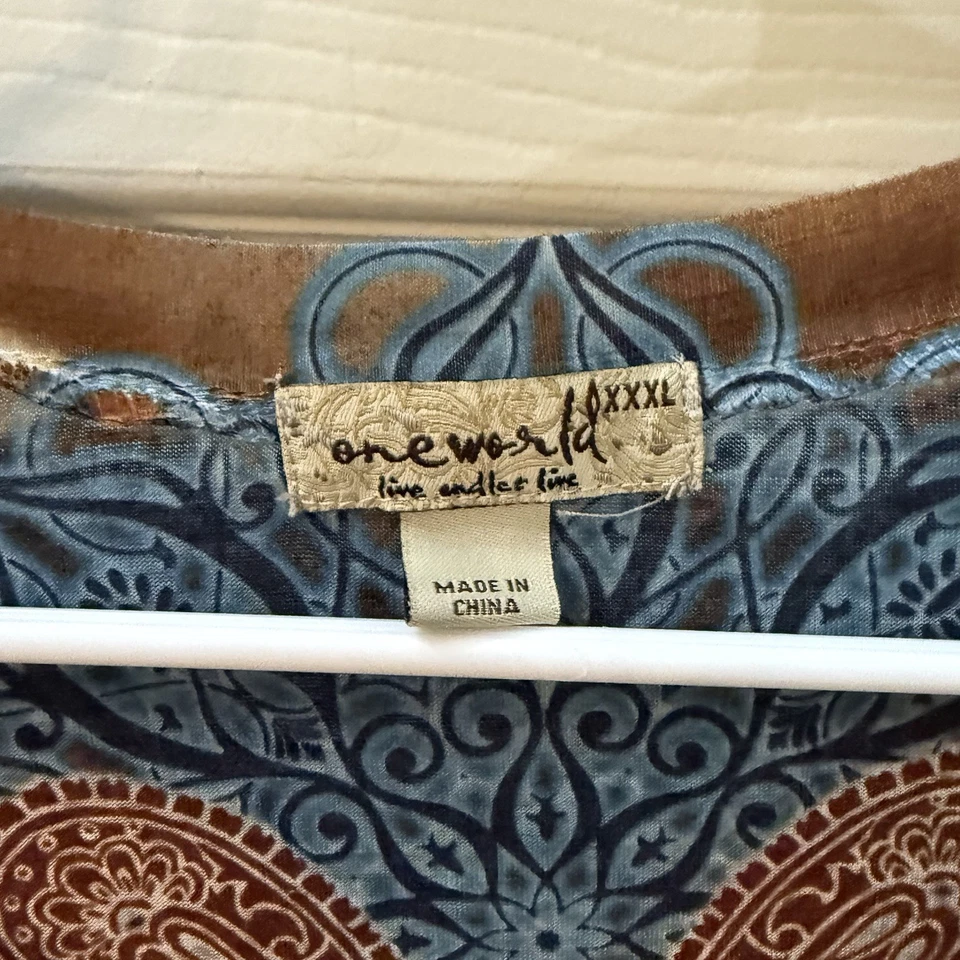 oneworld XXXL
live and let live
MADE IN
CHINA